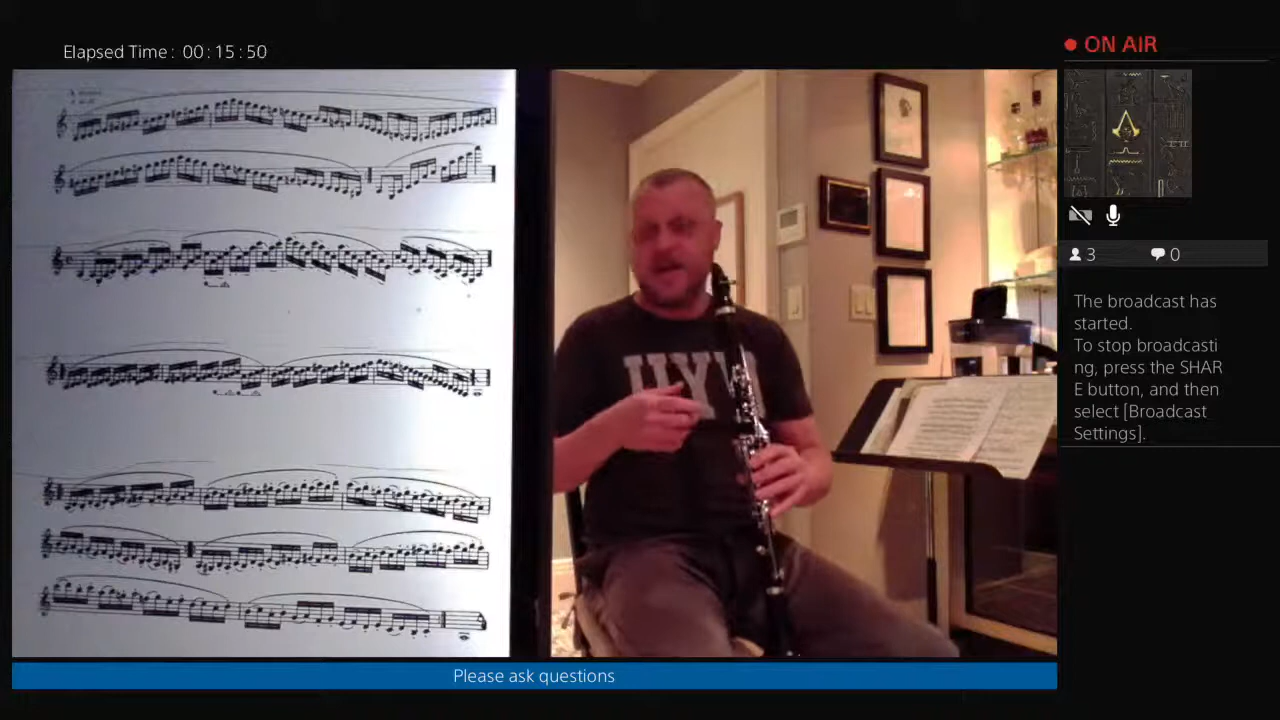 Elapsed Time: 00:15:50
ON AIR
3
0
The broadcast has
started.
To stop broadcasti
ng, press the SHAR
E button, and then
select [Broadcast
Settings].
Please ask questions